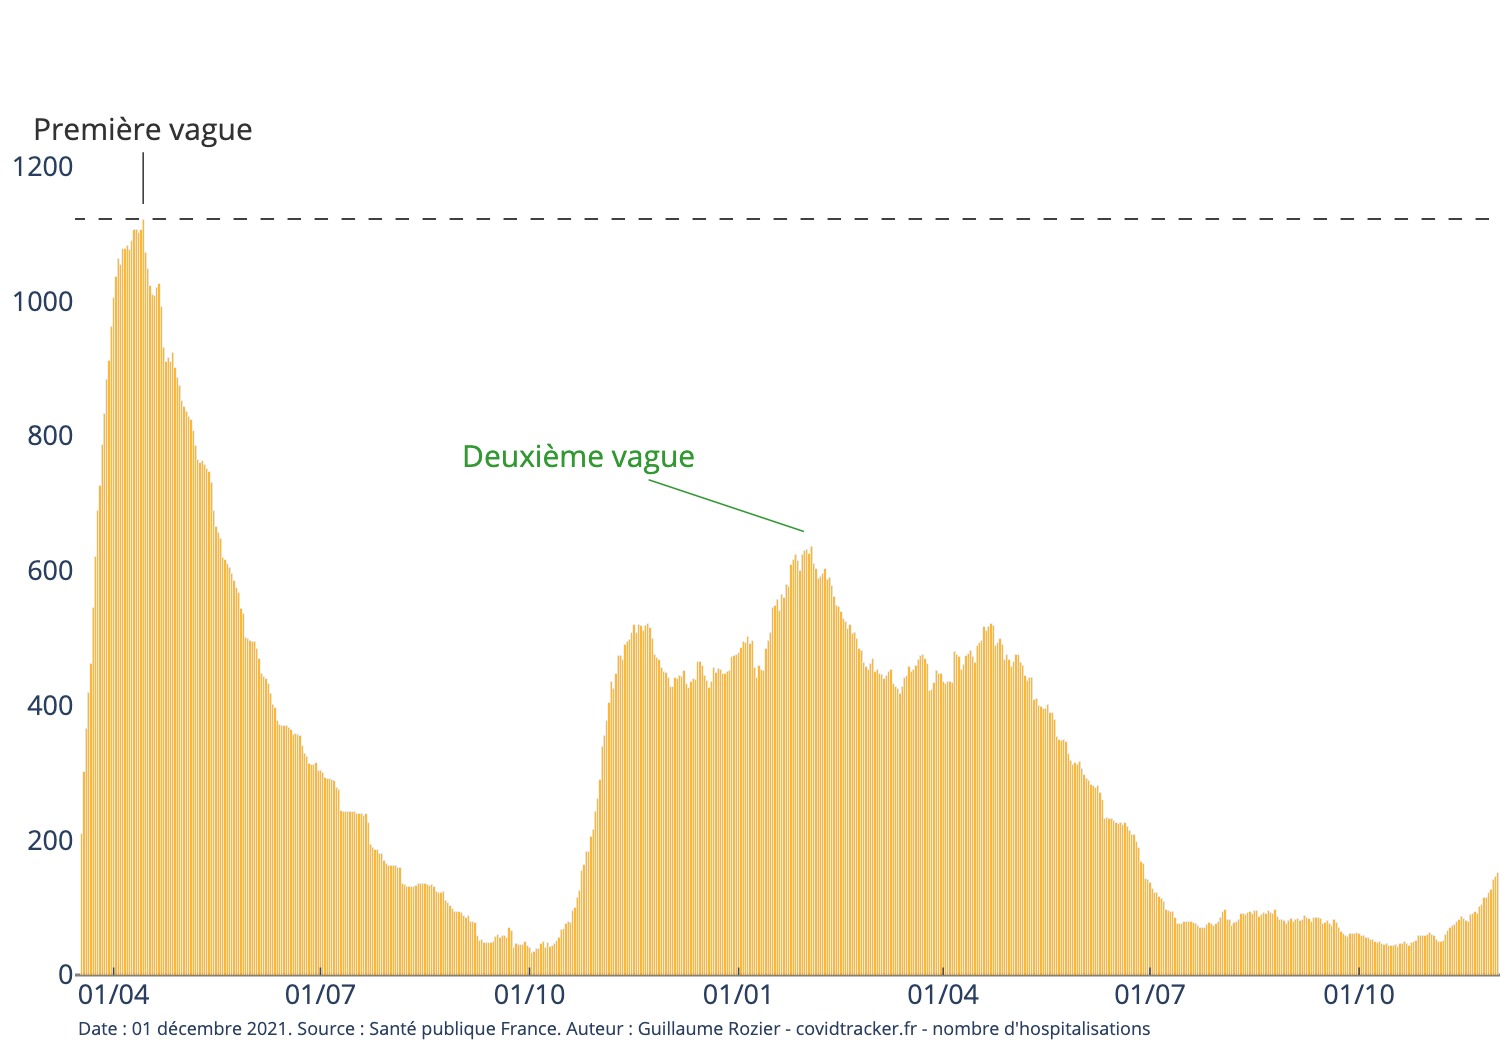 Première vague
1200
1000
800
Deuxième vague
600
400
200
0
01/04 01/07 01/10 01/01 01/04 01/07 01/10
Date : 01 décembre 2021. Source : Santé publique France. Auteur : Guillaume Rozier - covidtracker.fr - nombre d'hospitalisations